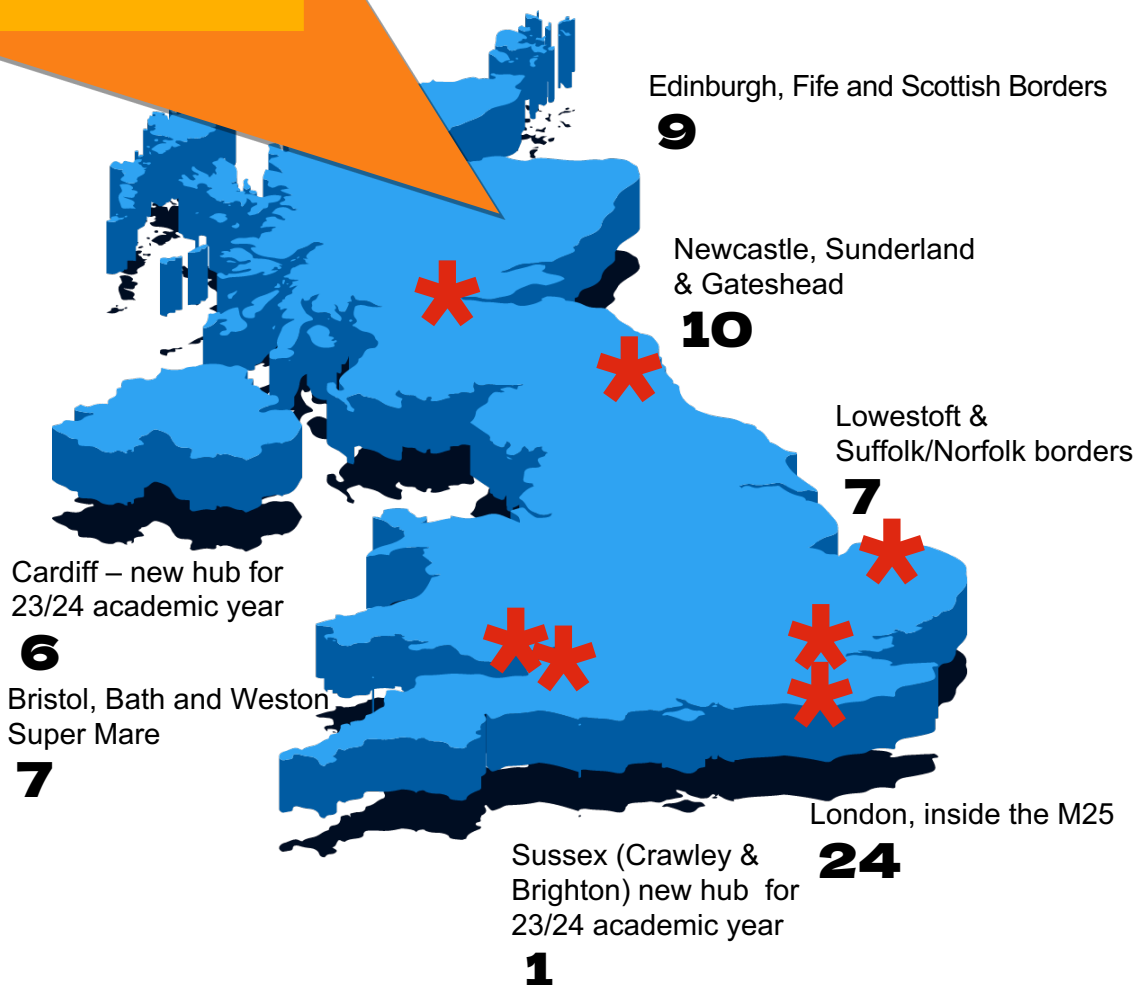 Edinburgh, Fife and Scottish Borders
9
Newcastle, Sunderland
& Gateshead
10
Lowestoft &
Suffolk/Norfolk borders
7
Cardiff – new hub for
23/24 academic year
6
Bristol, Bath and Weston
Super Mare
7
London, inside the M25
24
Sussex (Crawley &
Brighton) new hub  for
23/24 academic year
1